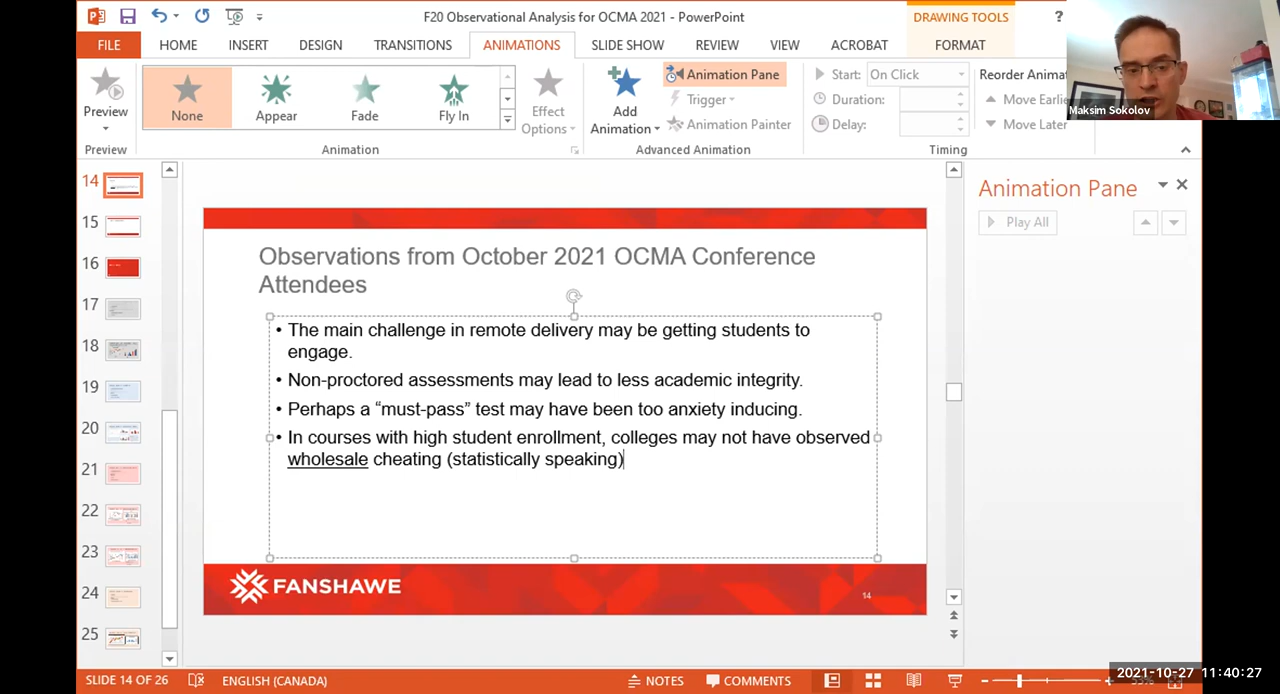 F20 Observational Analysis for OCMA 2021 - PowerPoint
DRAWING TOOLS
?
FILE
HOME
INSERT
DESIGN
TRANSITIONS
ANIMATIONS
SLIDE SHOW
REVIEW
VIEW
ACROBAT
FORMAT
Maksim Sokolov
Preview
None
Appear
Fade
Fly In
Effect
Options
Add
Animation
Animation Pane
Trigger
Animation Painter
Start: On Click
Duration:
Delay:
Reorder Animat
Move Earlie
Move Later
Preview
Animation
Advanced Animation
Timing
14
15
16
17
18
19
20
21
22
23
24
25
Observations from October 2021 OCMA Conference
Attendees
• The main challenge in remote delivery may be getting students to
engage.
• Non-proctored assessments may lead to less academic integrity.
• Perhaps a “must-pass” test may have been too anxiety inducing.
• In courses with high student enrollment, colleges may not have observed
wholesale cheating (statistically speaking)
FANSHAWE
14
Animation Pane
Play All
SLIDE 14 OF 26
ENGLISH (CANADA)
NOTES
COMMENTS
2021-10-27 11:40:27